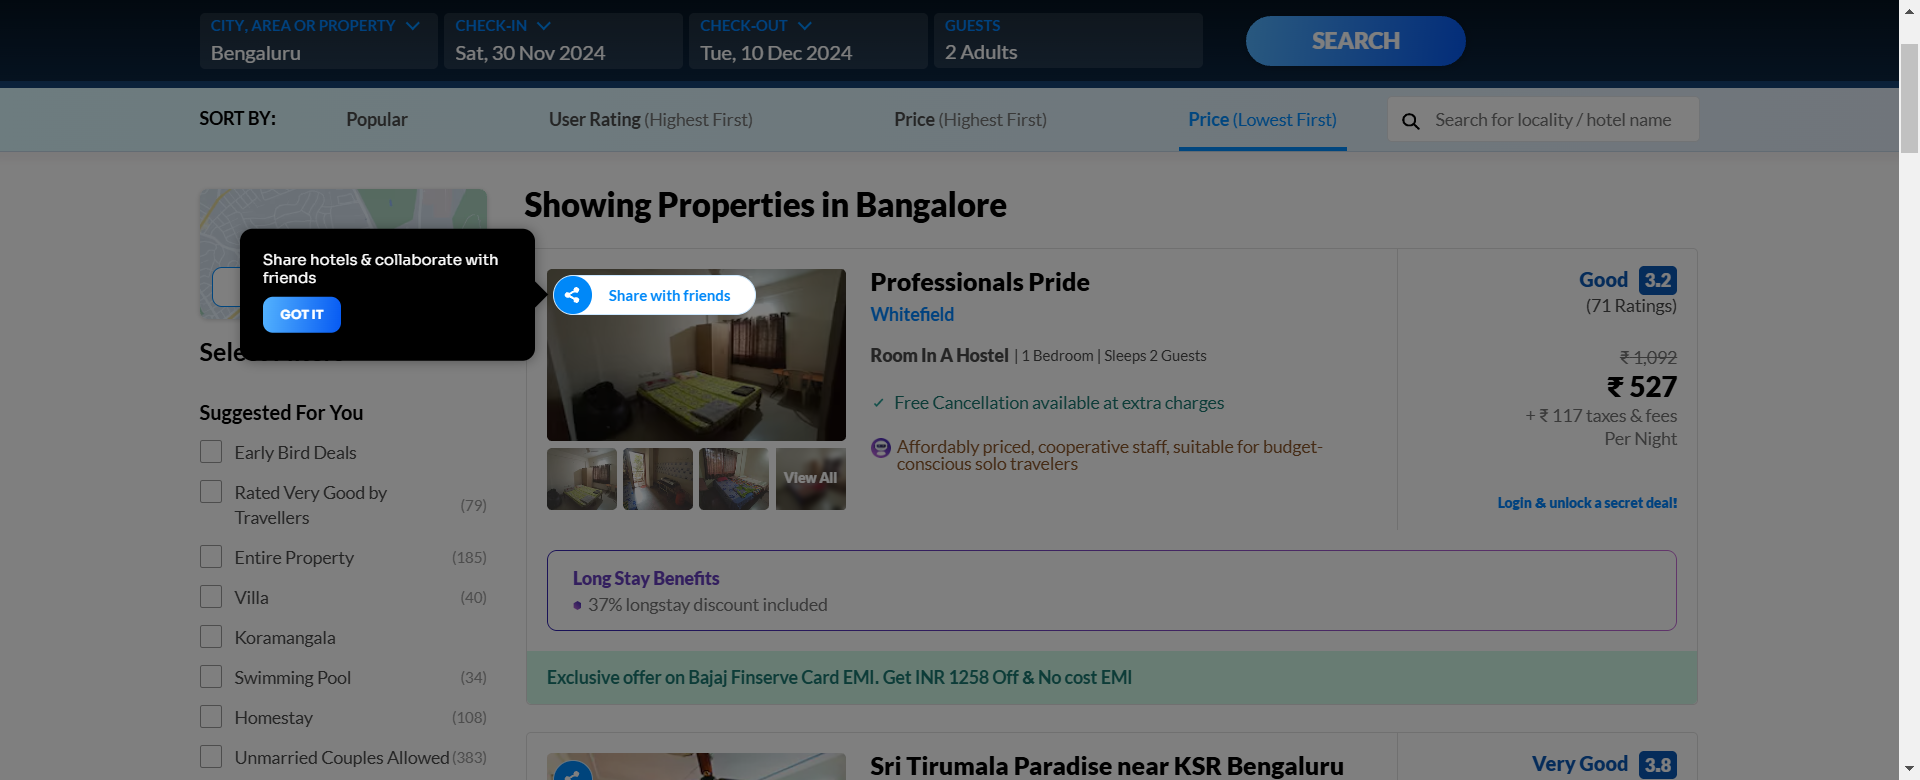 CITY, AREA OR PROPERTY
CHECK-IN
CHECK-OUT
GUESTS
Bengaluru
Sat, 30 Nov 2024
Tue, 10 Dec 2024
2 Adults
SEARCH
SORT BY:
Popular
User Rating (Highest First)
Price (Highest First)
Price (Lowest First)
Search for locality / hotel name
Showing Properties in Bangalore
Share hotels & collaborate with
friends
GOT IT
Suggested For You
Early Bird Deals
Rated Very Good by
Travellers
(79)
Entire Property
(185)
Villa
(40)
Koramangala
Swimming Pool
(34)
Homestay
(108)
Unmarried Couples Allowed
(383)
Share with friends
View All
Professionals Pride
Whitefield
Room In A Hostel | 1 Bedroom | Sleeps 2 Guests
Free Cancellation available at extra charges
Affordably priced, cooperative staff, suitable for budget-
conscious solo travelers
Good 3.2
(71 Ratings)
₹ 1,092
₹ 527
+ ₹ 117 taxes & fees
Per Night
Login & unlock a secret deal!
Long Stay Benefits
37% longstay discount included
Exclusive offer on Bajaj Finserve Card EMI. Get INR 1258 Off & No cost EMI
Sri Tirumala Paradise near KSR Bengaluru
Very Good 3.8